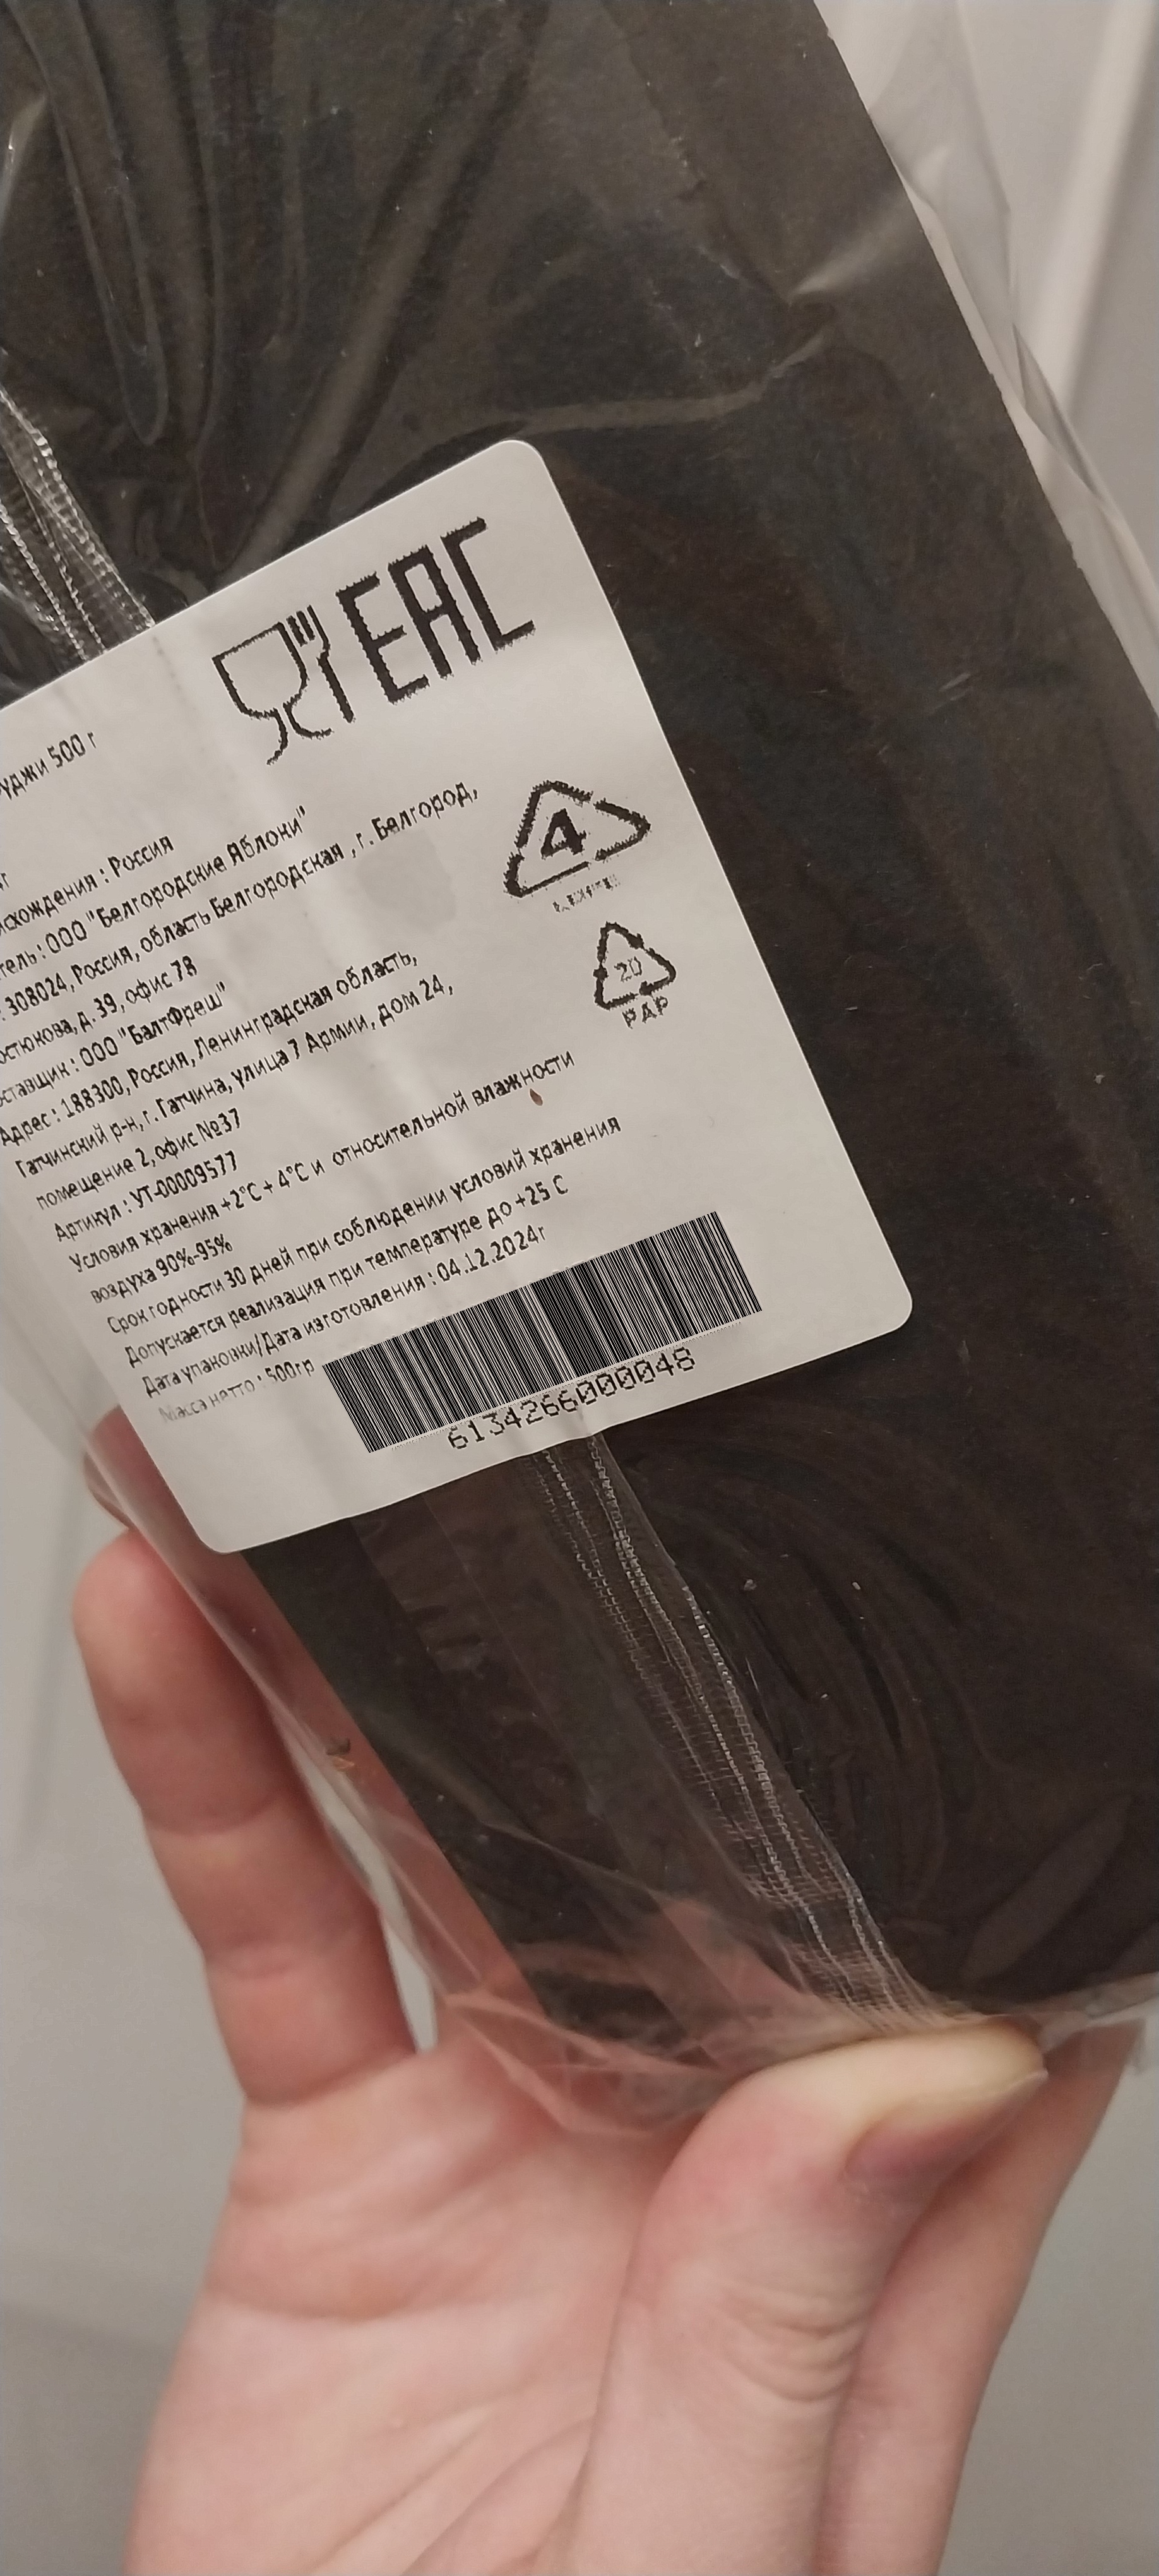 EAC
уджи 500 г
исхождения : Россия
тель : ООО "Белгородские Яблоки"
: 308024, Россия, область Белгородская , г. Белгород,
остюкова, д. 39, офис 78
оставщик : ООО "БалтФреш"
Адрес : 188300, Россия, Ленинградская область,
Гатчинский р-н, г. Гатчина, улица 7 Армии, дом 24,
помещение 2, офис №37
Артикул : УТ-00009577
Условия хранения +2°С + 4°С и относительной влажности
воздуха 90%-95%
Срок годности 30 дней при соблюдении условий хранения
Допускается реализация при температуре до +25 С
Дата упаковки/Дата изготовления : 04.12.2024г
Масса нетто : 500гр
4
20
PAP
6134266000048